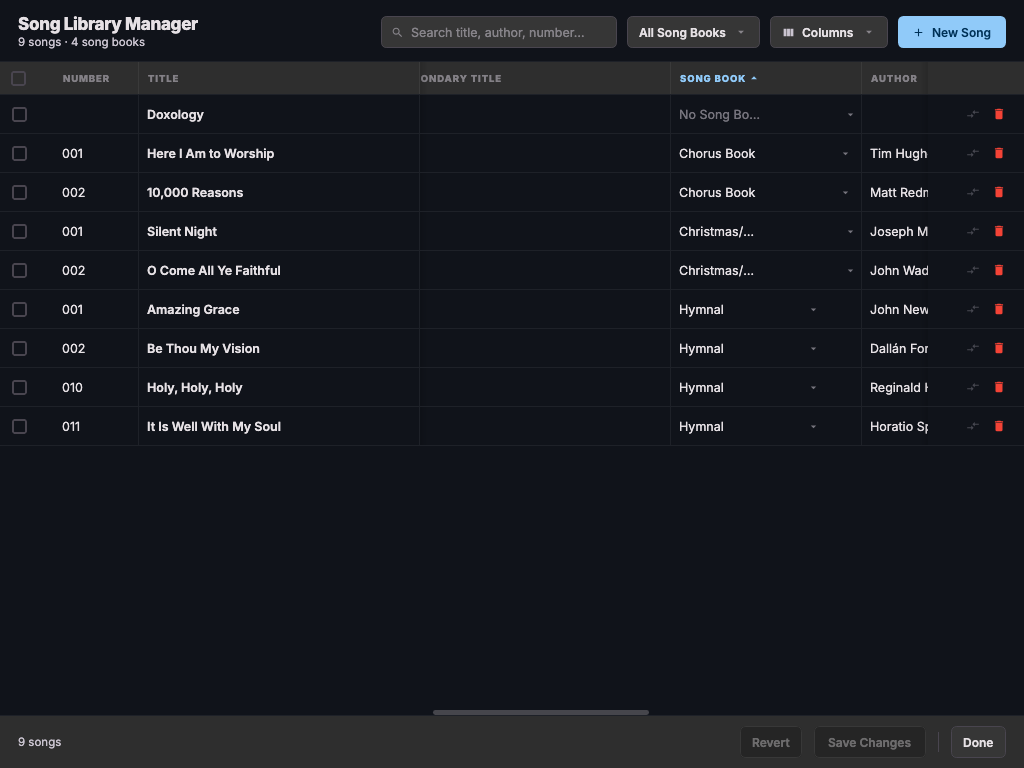 Song Library Manager
9 songs · 4 song books
Search title, author, number...
All Song Books
Columns
+ New Song
NUMBER TITLE ONDARY TITLE SONG BOOK AUTHOR
Doxology No Song Bo...
001 Here I Am to Worship Chorus Book Tim Hugh
002 10,000 Reasons Chorus Book Matt Redm
001 Silent Night Christmas/... Joseph M
002 O Come All Ye Faithful Christmas/... John Wad
001 Amazing Grace Hymnal John New
002 Be Thou My Vision Hymnal Dallán For
010 Holy, Holy, Holy Hymnal Reginald H
011 It Is Well With My Soul Hymnal Horatio Sp
9 songs
Revert
Save Changes
Done